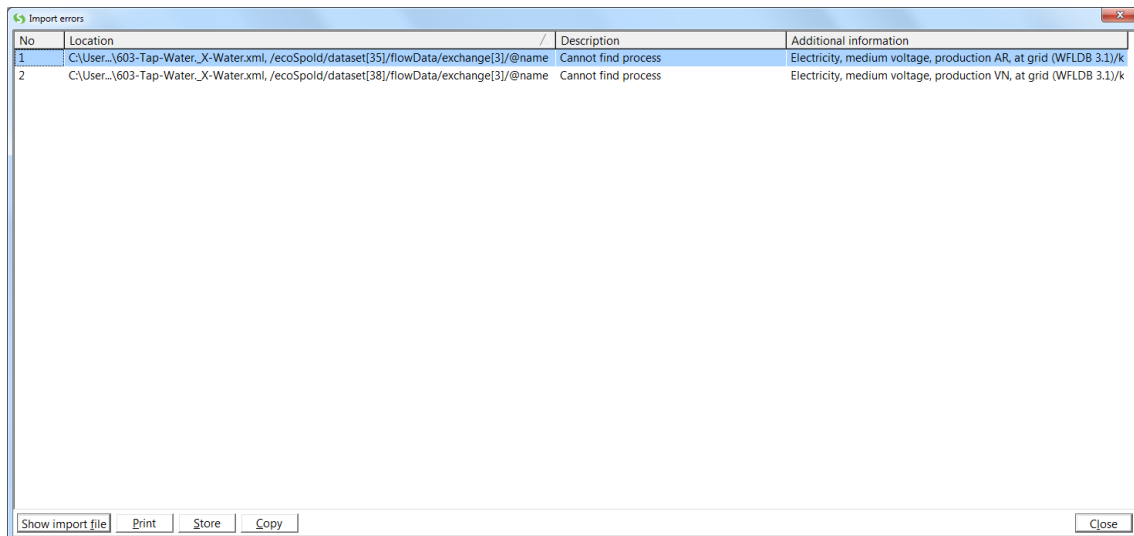 Import errors
No Location Description Additional information
1 C:\User...\603-Tap-Water._X-Water.xml, /ecoSpold/dataset[35]/flowData/exchange[3]/@name Cannot find process Electricity, medium voltage, production AR, at grid (WFLDB 3.1)/k
2 C:\User...\603-Tap-Water._X-Water.xml, /ecoSpold/dataset[38]/flowData/exchange[3]/@name Cannot find process Electricity, medium voltage, production VN, at grid (WFLDB 3.1)/k
Show import file Print Store Copy Close